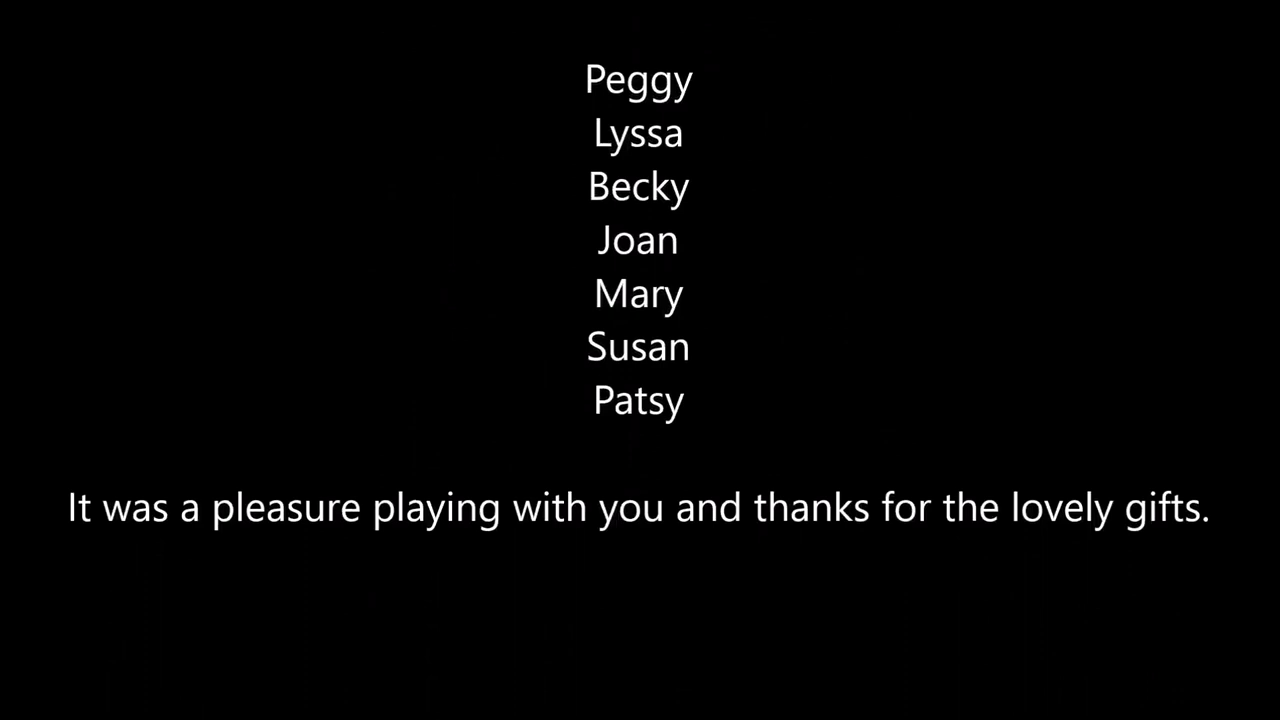 Peggy
Lyssa
Becky
Joan
Mary
Susan
Patsy
It was a pleasure playing with you and thanks for the lovely gifts.